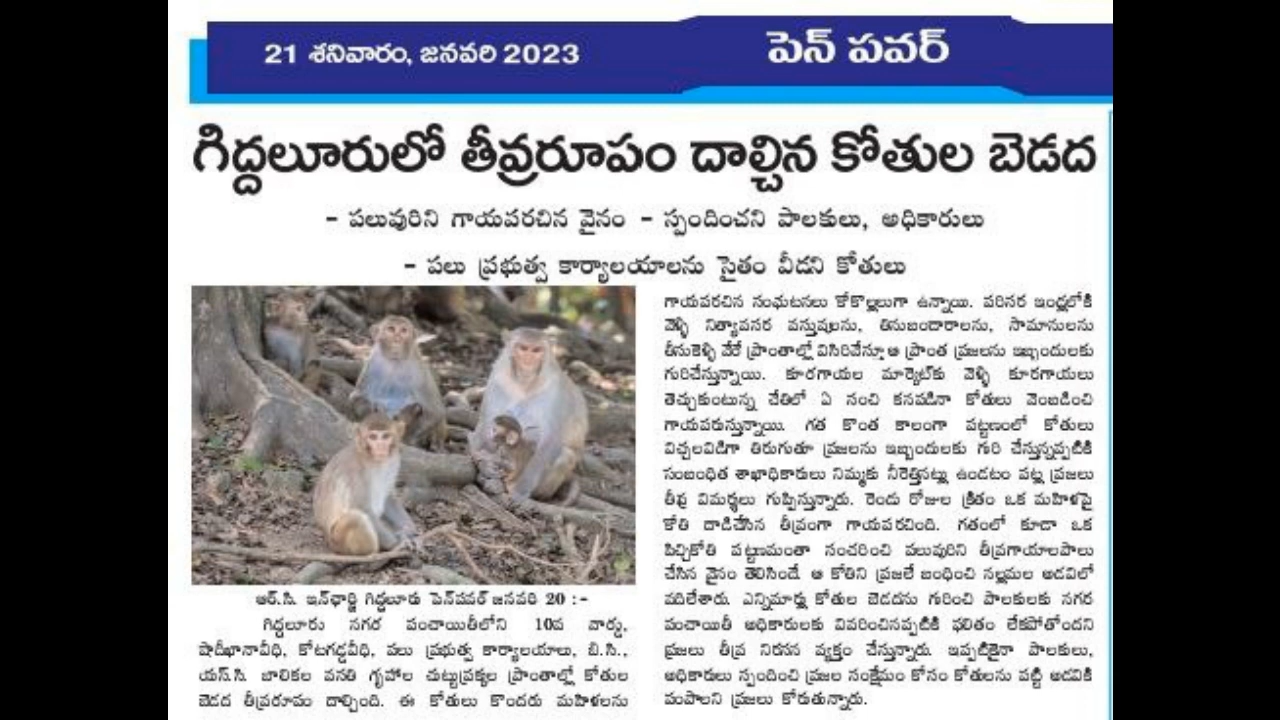 21 శనివారం, జనవరి 2023
పెన్ పవర్
గిద్దలూరులో తీవ్రరూపం దాల్చిన కోతుల బెడద
- పలువురిని గాయపరచిన వైనం - స్పందించని పాలకులు, అధికారులు
- పలు ప్రభుత్వ కార్యాలయాలను సైతం వీడని కోతులు
ఆర్.సి. ఇన్‌ఛార్జి గిద్దలూరు పెన్‌పవర్ జనవరి 20 :-
గిద్దలూరు నగర పంచాయితీలోని 10వ వార్డు,
షాదీఖానావీధి, కోటగడ్డవీధి, పలు ప్రభుత్వ కార్యాలయాలు, బి.సి.,
యస్.సి. బాలికల వసతి గృహాల చుట్టుప్రక్కల ప్రాంతాల్లో కోతుల
బెడద తీవ్రరూపం దాల్చింది. ఈ కోతులు కొందరు మహిళలను
గాయపరచిన సంఘటనలు కోకొల్లలుగా ఉన్నాయి. పరిసర ఇండ్లలోకి
వెళ్ళి నిత్యావసర వస్తువులను, తినుబండారాలను, సామానులను
తీసుకెళ్ళి వేరే ప్రాంతాల్లో విసిరివేస్తూ ఆ ప్రాంత ప్రజలను ఇబ్బందులకు
గురిచేస్తున్నాయి. కూరగాయల మార్కెట్‌కు వెళ్ళి కూరగాయలు
తెచ్చుకుంటున్న చేతిలో ఏ సంచి కనపడినా కోతులు వెంబడించి
గాయపరుస్తున్నాయి. గత కొంత కాలంగా పట్టణంలో కోతులు
విచ్చలవిడిగా తిరుగుతూ ప్రజలను ఇబ్బందులకు గురి చేస్తున్నప్పటికి
సంబంధిత శాఖాధికారులు నిమ్మకు నీరెత్తినట్లు ఉండటం పట్ల ప్రజలు
తీవ్ర విమర్శలు గుప్పిస్తున్నారు. రెండు రోజుల క్రితం ఒక మహిళపై
కోతి దాడిచేసిన తీవ్రంగా గాయపరచింది. గతంలో కూడా ఒక
పిచ్చికోతి పట్టణమంతా సంచరించి పలువురిని తీవ్రగాయాలపాలు
చేసిన వైనం తెలిసిందే. ఆ కోతిని ప్రజలే బంధించి నల్లమల అడవిలో
వదిలేశారు. ఎన్నిమార్లు కోతుల బెడదను గురించి పాలకులకు నగర
పంచాయితీ అధికారులకు వివరించినప్పటికి ఫలితం లేకపోతోందని
ప్రజలు తీవ్ర నిరసన వ్యక్తం చేస్తున్నారు. ఇప్పటికైనా పాలకులు,
అధికారులు స్పందించి ప్రజల సంక్షేమం కోసం కోతులను పట్టి అడవికి
పంపాలని ప్రజలు కోరుతున్నారు.